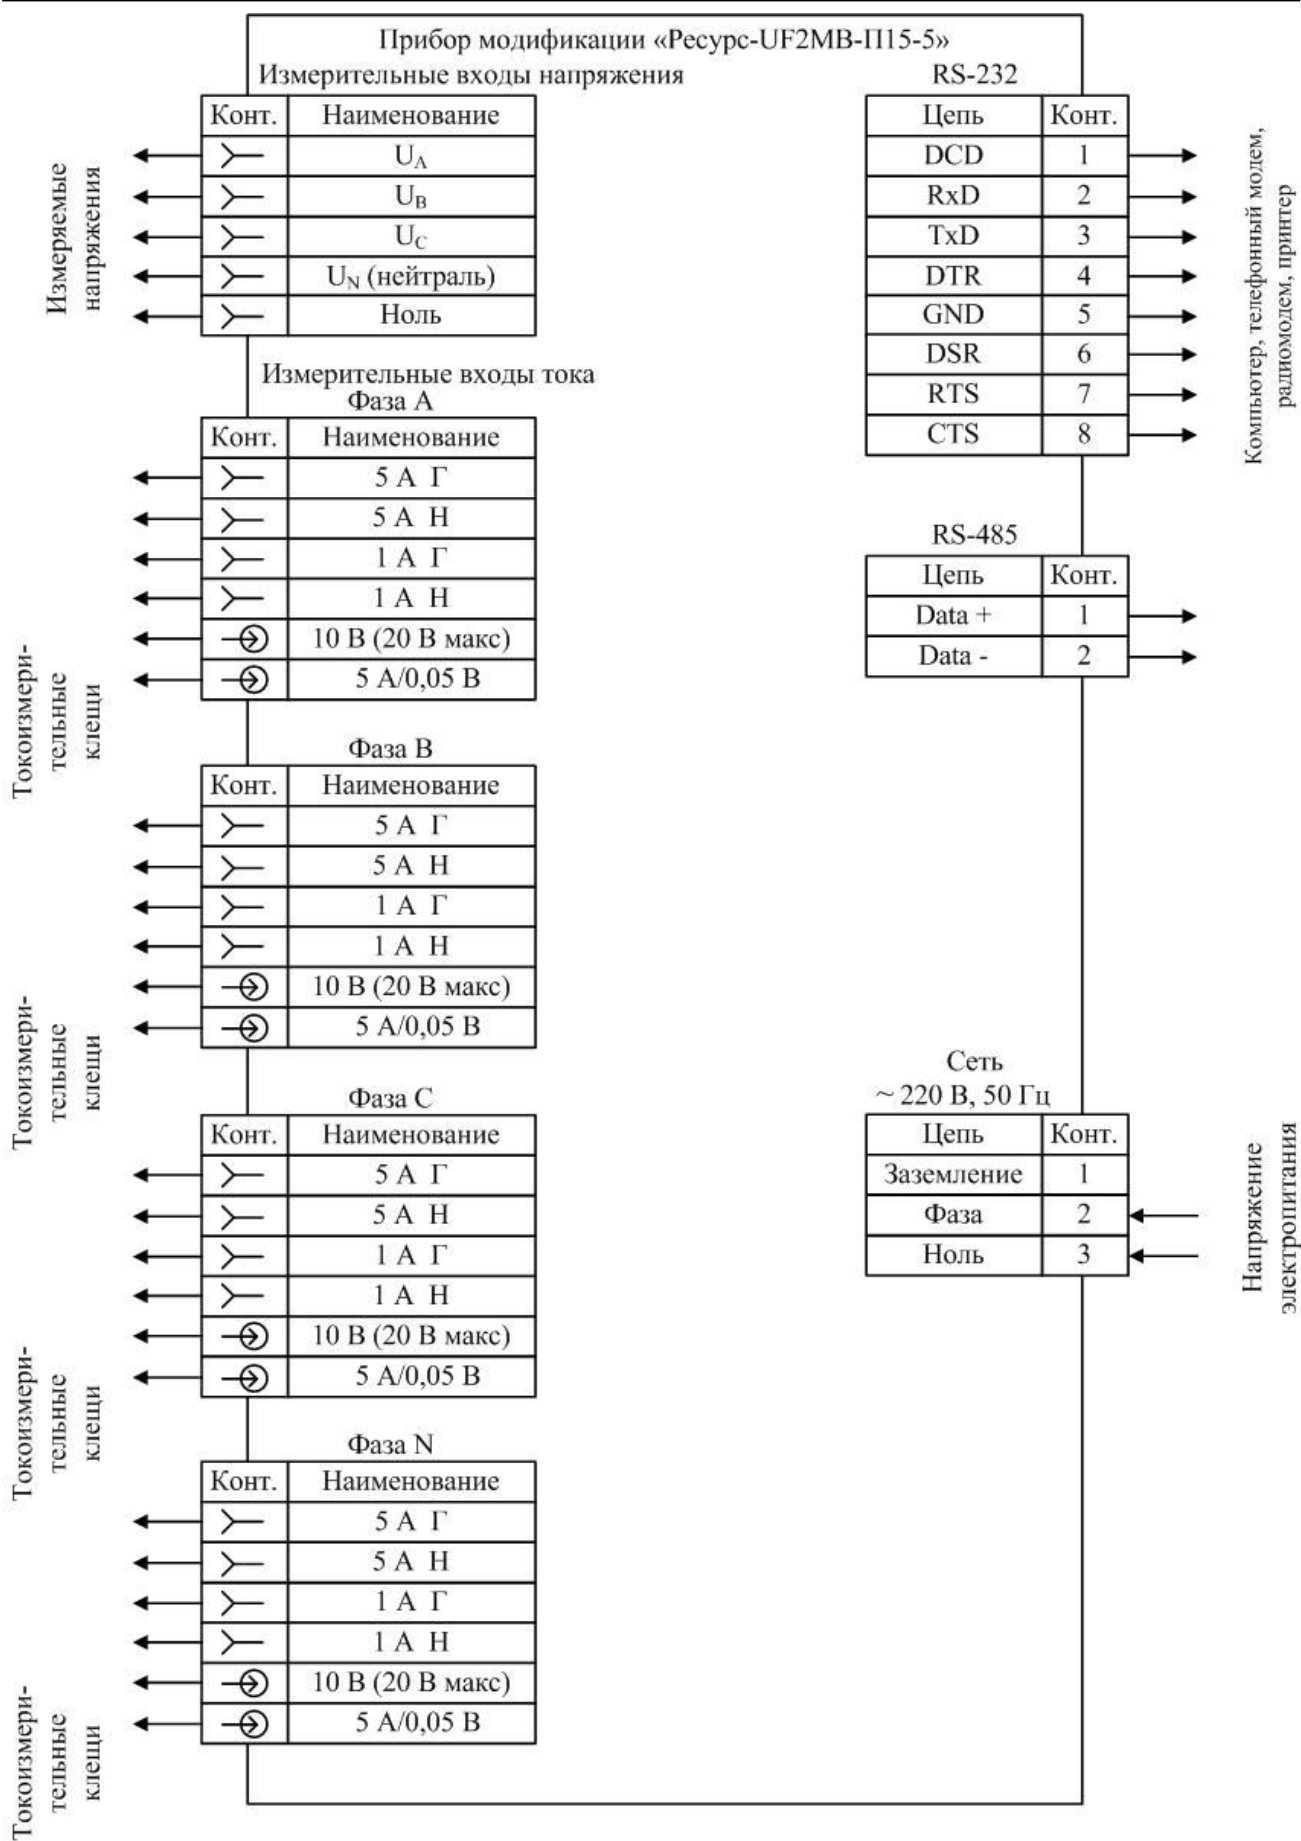 Прибор модификации «Ресурс-UF2МВ-П15-5»
Измерительные входы напряжения
Конт. Наименование
U_A
U_B
U_C
U_N (нейтраль)
Ноль
Измеряемые
напряжения
Измерительные входы тока
Фаза A
Конт. Наименование
5 А Г
5 А Н
1 А Г
1 А Н
10 В (20 В макс)
5 А/0,05 В
Токоизмери-
тельные
клещи
Фаза B
Конт. Наименование
5 А Г
5 А Н
1 А Г
1 А Н
10 В (20 В макс)
5 А/0,05 В
Токоизмери-
тельные
клещи
Фаза C
Конт. Наименование
5 А Г
5 А Н
1 А Г
1 А Н
10 В (20 В макс)
5 А/0,05 В
Токоизмери-
тельные
клещи
Фаза N
Конт. Наименование
5 А Г
5 А Н
1 А Г
1 А Н
10 В (20 В макс)
5 А/0,05 В
Токоизмери-
тельные
клещи
RS-232
Цепь Конт.
DCD 1
RxD 2
TxD 3
DTR 4
GND 5
DSR 6
RTS 7
CTS 8
Компьютер, телефонный модем,
радиомодем, принтер
RS-485
Цепь Конт.
Data + 1
Data - 2
Сеть
~ 220 В, 50 Гц
Цепь Конт.
Заземление 1
Фаза 2
Ноль 3
Напряжение
электропитания